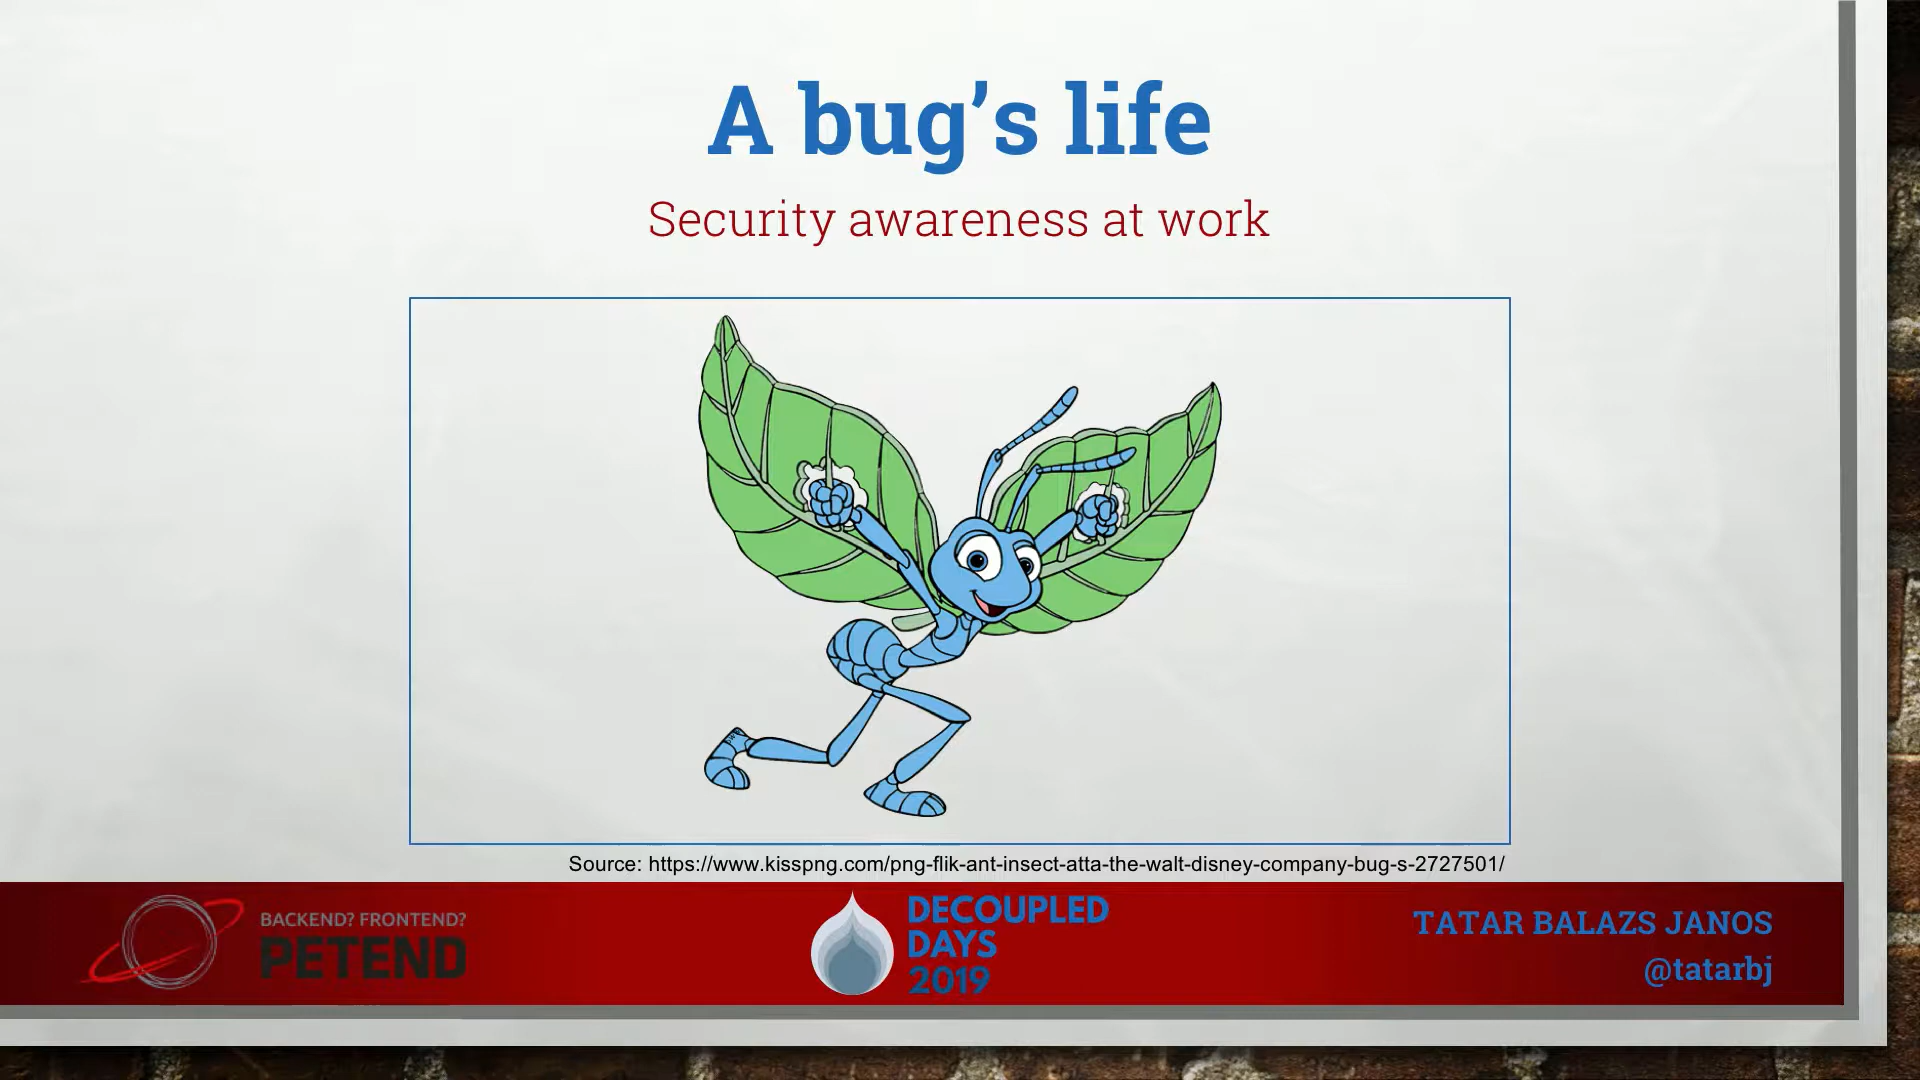 A bug’s life
Security awareness at work
Source: https://www.kisspng.com/png-flik-ant-insect-atta-the-walt-disney-company-bug-s-2727501/
BACKEND? FRONTEND?
PETEND
DECOUPLED
DAYS
2019
TATAR BALAZS JANOS
@tatarbj